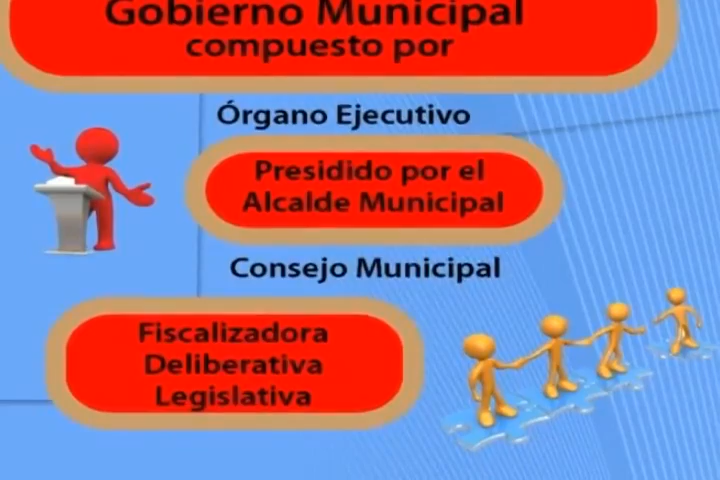 Gobierno Municipal
compuesto por
Órgano Ejecutivo
Presidido por el
Alcalde Municipal
Consejo Municipal
Fiscalizadora
Deliberativa
Legislativa